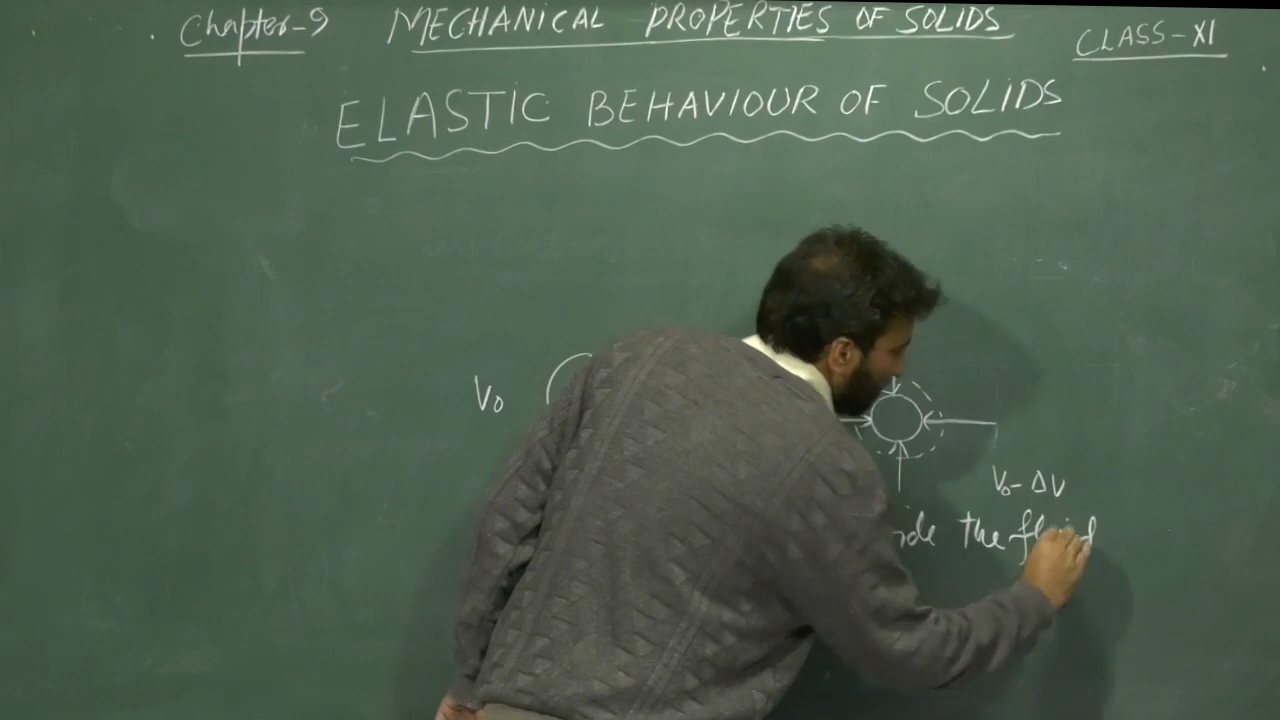 Chapter-9 MECHANICAL PROPERTIES OF SOLIDS CLASS-XI
ELASTIC BEHAVIOUR OF SOLIDS
V0
V0-ΔV
the fluid